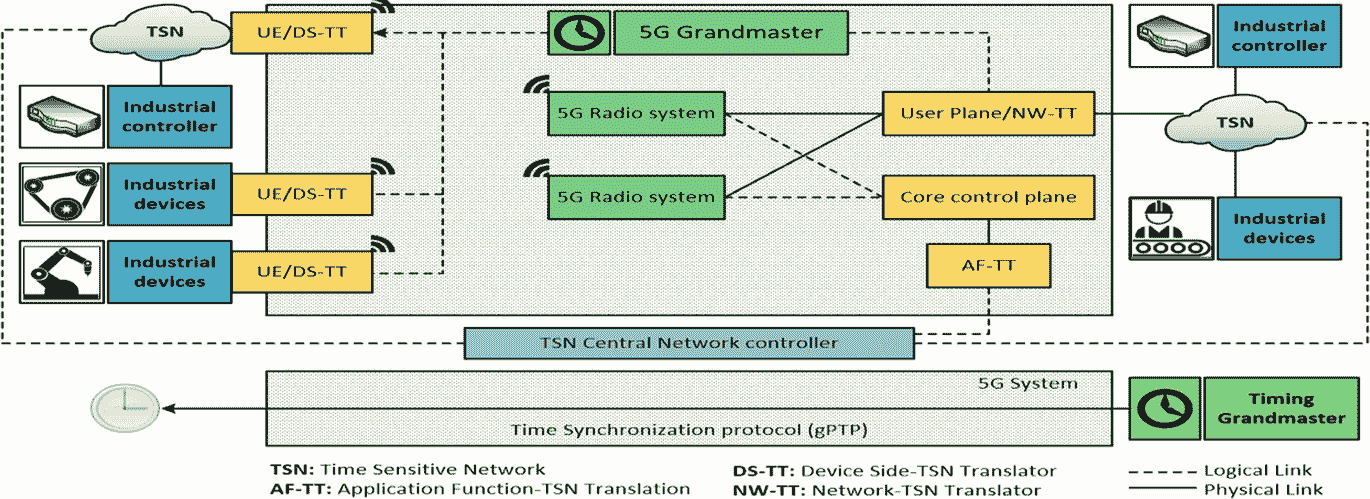 TSN
UE/DS-TT
5G Grandmaster
Industrial
controller
Industrial
controller
5G Radio system
User Plane/NW-TT
TSN
Industrial
devices
UE/DS-TT
5G Radio system
Core control plane
Industrial
devices
Industrial
devices
UE/DS-TT
AF-TT
TSN Central Network controller
5G System
Time Synchronization protocol (gPTP)
Timing
Grandmaster
TSN: Time Sensitive Network
DS-TT: Device Side-TSN Translator
Logical Link
AF-TT: Application Function-TSN Translation
NW-TT: Network-TSN Translator
Physical Link